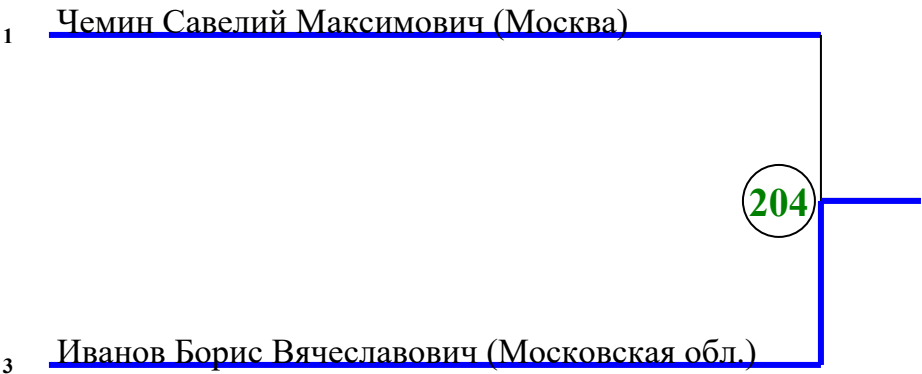 1 Чемин Савелий Максимович (Москва)
204
3 Иванов Борис Вячеславович (Московская обл.)